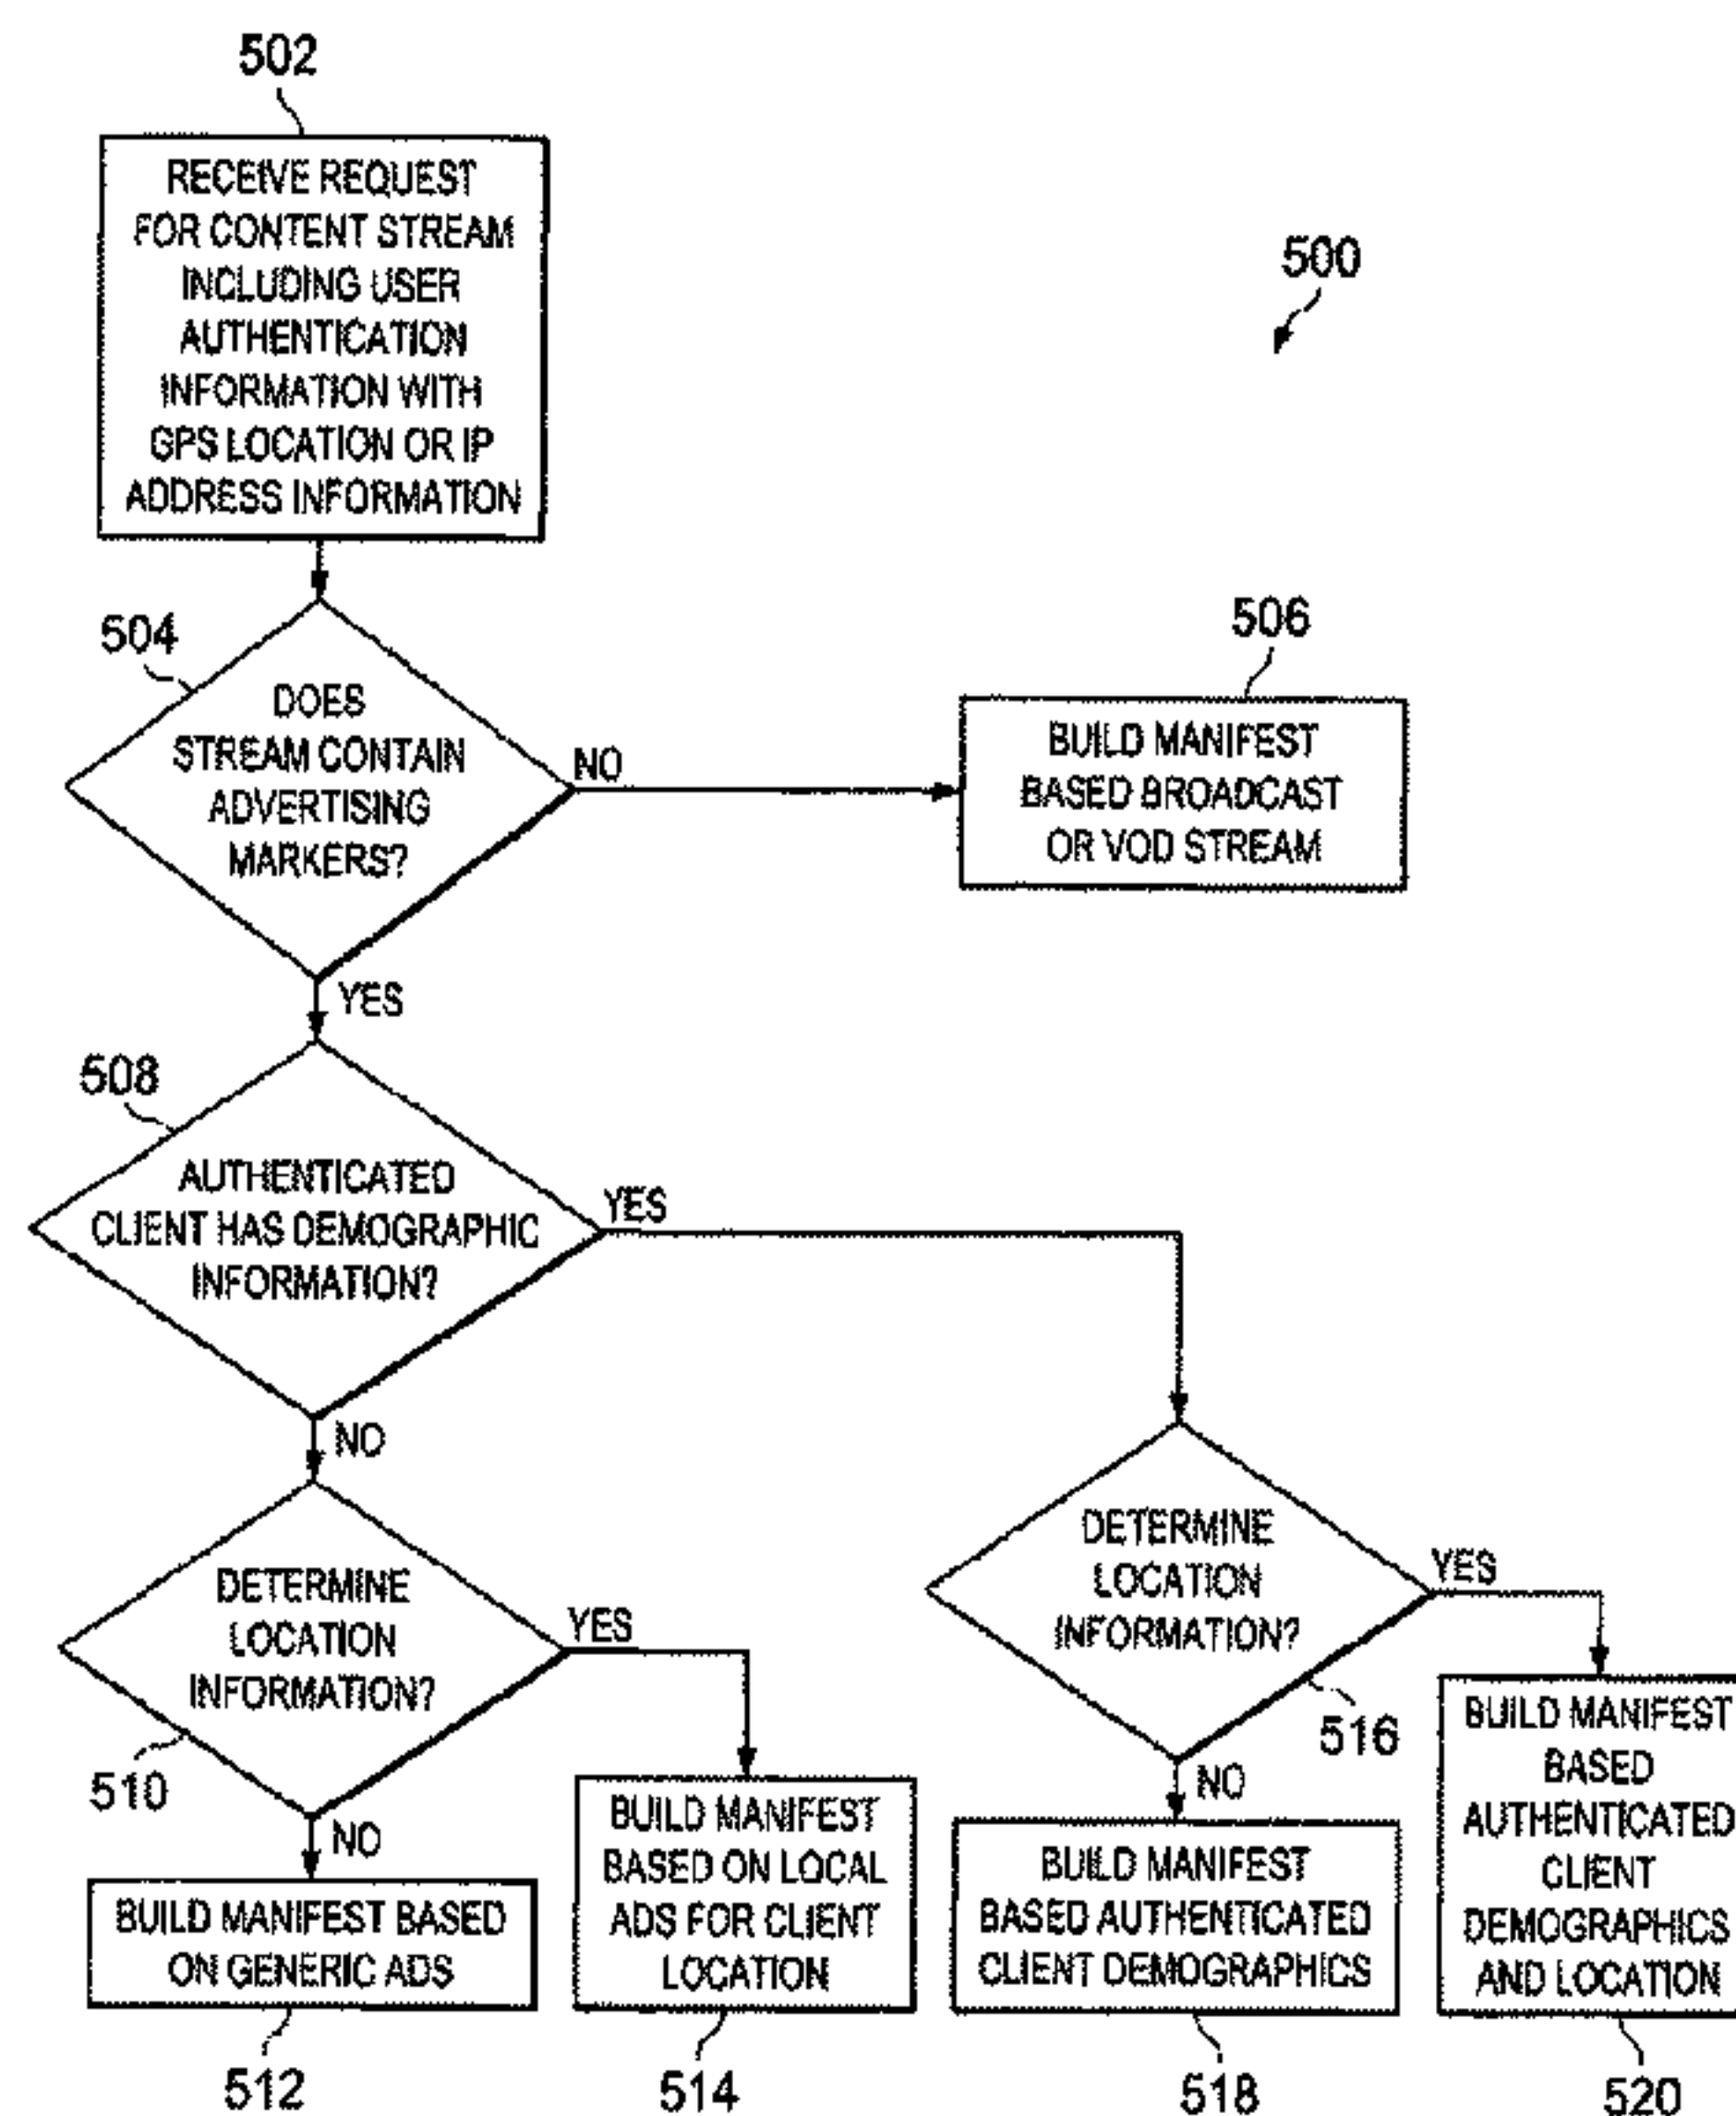 502
RECEIVE REQUEST
FOR CONTENT STREAM
INCLUDING USER
AUTHENTICATION
INFORMATION WITH
GPS LOCATION OR IP
ADDRESS INFORMATION
500
504
DOES
STREAM CONTAIN
ADVERTISING
MARKERS?
NO
506
BUILD MANIFEST
BASED BROADCAST
OR VOD STREAM
YES
508
AUTHENTICATED
CLIENT HAS DEMOGRAPHIC
INFORMATION?
YES
NO
DETERMINE
LOCATION
INFORMATION?
YES
510
NO
BUILD MANIFEST BASED
ON GENERIC ADS
512
BUILD MANIFEST
BASED ON LOCAL
ADS FOR CLIENT
LOCATION
514
DETERMINE
LOCATION
INFORMATION?
YES
516
NO
BUILD MANIFEST
BASED AUTHENTICATED
CLIENT DEMOGRAPHICS
518
BUILD MANIFEST
BASED
AUTHENTICATED
CLIENT
DEMOGRAPHICS
AND LOCATION
520